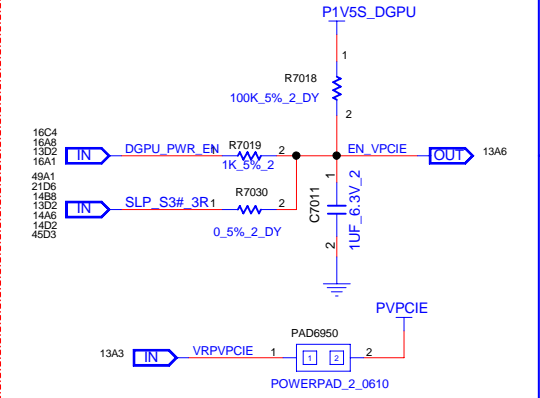 P1V5S_DGPU
1
R7018
100K_5%_2_DY
2
16C4
16A8
13D2
16A1
IN
DGPU_PWR_EN
1
R7019
2
1K_5%_2
EN_VPCIE
OUT
13A6
49A1
21D6
14B8
13D2
14A6
14D2
45D3
IN
SLP_S3#_3R
1
R7030
2
0_5%_2_DY
1
C7011
1UF_6.3V_2
2
PVPCIE
13A3
IN
VRPVPCIE
1
PAD6950
1
2
2
POWERPAD_2_0610